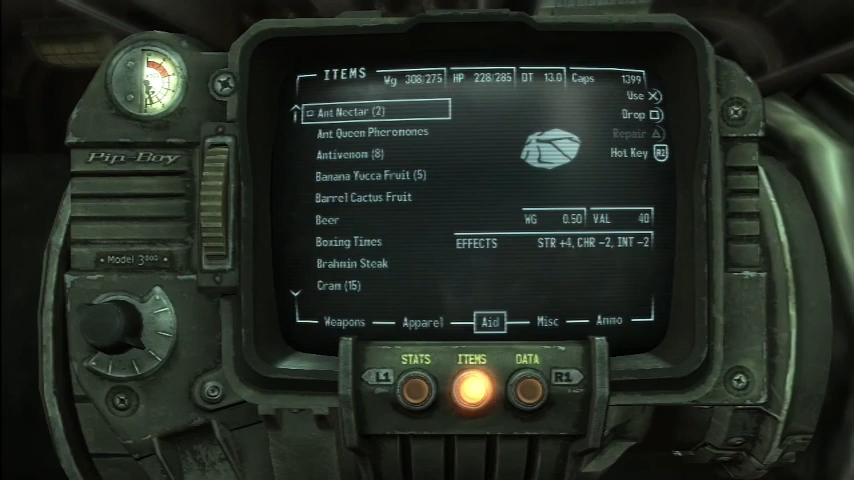 ITEMS Wg 308/275 HP 228/285 DT 13.0 Caps 1399
Use X
Drop
Repair
Hot Key R2
Ant Nectar (2)
Ant Queen Pheromones
Antivenom (8)
Banana Yucca Fruit (5)
Barrel Cactus Fruit
Beer
Boxing Times
Brahmin Steak
Cram (15)
WG 0.50 VAL 40
EFFECTS STR +4, CHR -2, INT -2
Weapons Apparel Aid Misc Ammo
Pip-Boy
Model 3000
STATS ITEMS DATA
L1 R1